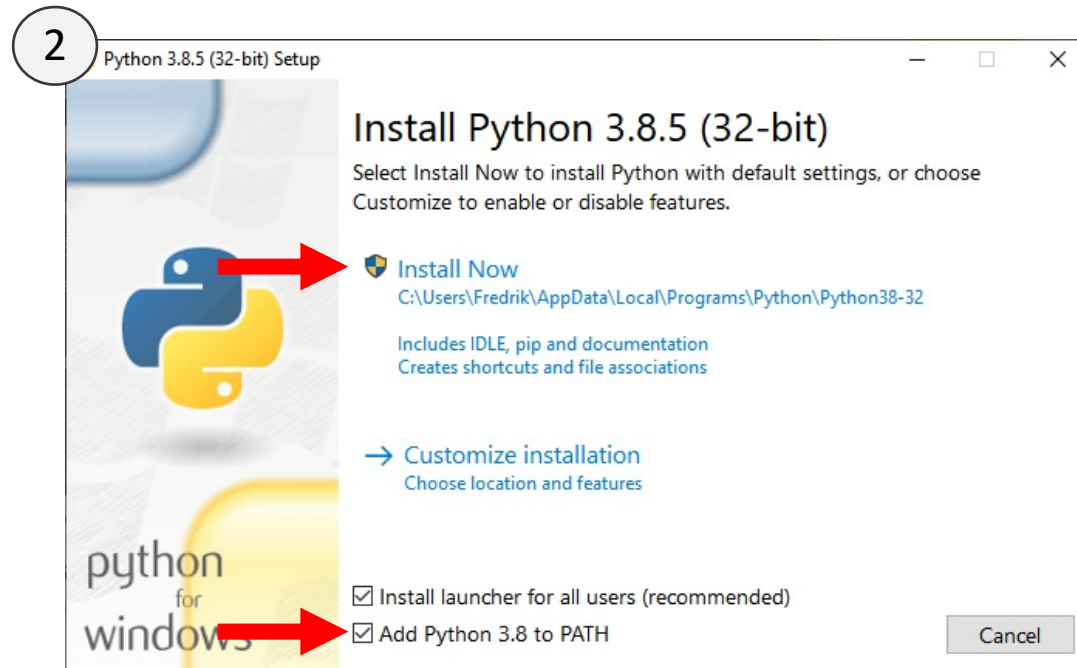 2
Python 3.8.5 (32-bit) Setup
Install Python 3.8.5 (32-bit)
Select Install Now to install Python with default settings, or choose
Customize to enable or disable features.
Install Now
C:\Users\Fredrik\AppData\Local\Programs\Python\Python38-32
Includes IDLE, pip and documentation
Creates shortcuts and file associations
→ Customize installation
Choose location and features
python
for
windows
Install launcher for all users (recommended)
Add Python 3.8 to PATH
Cancel